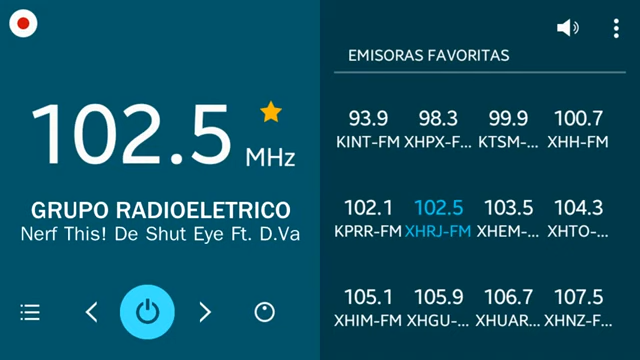 102.5 MHz
GRUPO RADIOELETRICO
Nerf This! De Shut Eye Ft. D.Va
EMISORAS FAVORITAS
93.9 98.3 99.9 100.7
KINT-FM XHPX-F... KTSM-... XHH-FM
102.1 102.5 103.5 104.3
KPRR-FM XHRJ-FM XHEM-... XHTO-...
105.1 105.9 106.7 107.5
XHIM-FM XHGU-... XHUAR... XHNZ-F...